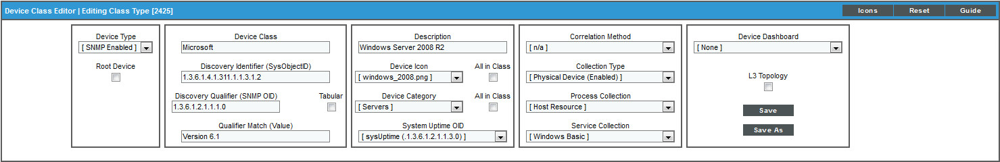 Device Class Editor | Editing Class Type [2425]
Icons
Reset
Guide
Device Type
[ SNMP Enabled ]
Root Device
Device Class
Microsoft
Discovery Identifier (SysObjectID)
1.3.6.1.4.1.311.1.1.3.1.2
Discovery Qualifier (SNMP OID)
Tabular
1.3.6.1.2.1.1.1.0
Qualifier Match (Value)
Version 6.1
Description
Windows Server 2008 R2
Device Icon
All in Class
[ windows_2008.png ]
Device Category
All in Class
[ Servers ]
System Uptime OID
[ sysUptime (.1.3.6.1.2.1.1.3.0) ]
Correlation Method
[ n/a ]
Collection Type
[ Physical Device (Enabled) ]
Process Collection
[ Host Resource ]
Service Collection
[ Windows Basic ]
Device Dashboard
[ None ]
L3 Topology
Save
Save As